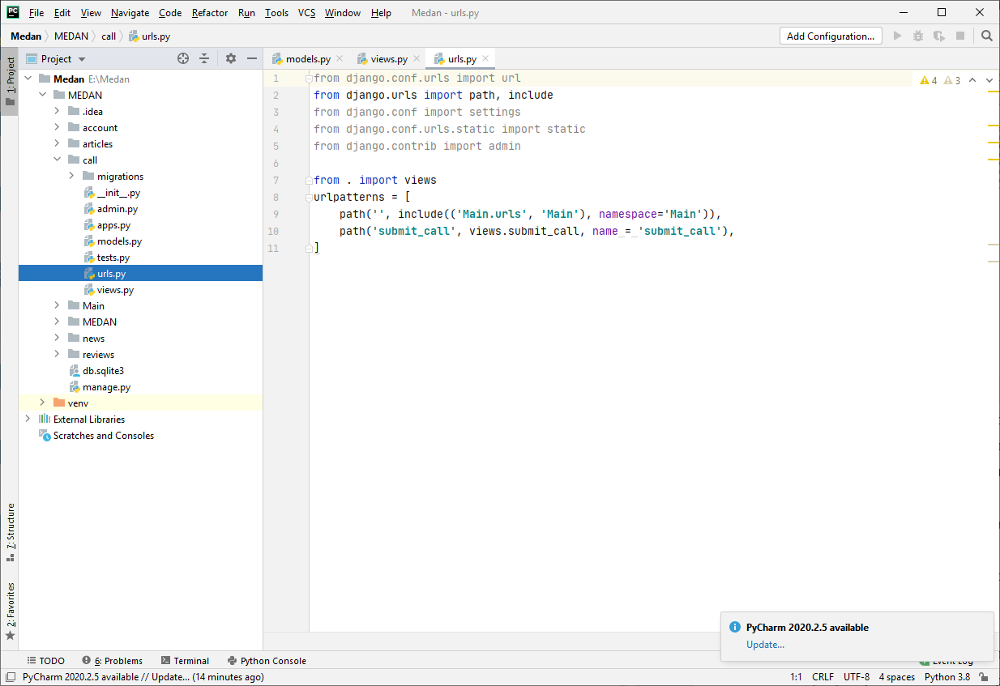 PC File Edit View Navigate Code Refactor Run Tools VCS Window Help Medan - urls.py
Medan MEDAN call urls.py Add Configuration...
1: Project
Project
models.py views.py urls.py
Medan E:\Medan
MEDAN
.idea
account
articles
call
migrations
__init__.py
admin.py
apps.py
models.py
tests.py
urls.py
views.py
Main
MEDAN
news
reviews
db.sqlite3
manage.py
venv
External Libraries
Scratches and Consoles
4 3
1 from django.conf.urls import url
2 from django.urls import path, include
3 from django.conf import settings
4 from django.conf.urls.static import static
5 from django.contrib import admin
6
7 from . import views
8 urlpatterns = [
9     path('', include(('Main.urls', 'Main'), namespace='Main')),
10     path('submit_call', views.submit_call, name = 'submit_call'),
11 ]
7: Structure
2: Favorites
PyCharm 2020.2.5 available
Update...
TODO 6: Problems Terminal Python Console Event Log
PyCharm 2020.2.5 available // Update... (14 minutes ago) 1:1 CRLF UTF-8 4 spaces Python 3.8